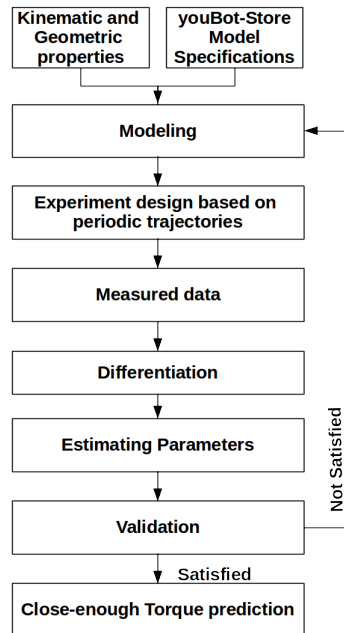 Kinematic and
Geometric
properties
youBot-Store
Model
Specifications
Modeling
Experiment design based on
periodic trajectories
Measured data
Differentiation
Estimating Parameters
Not Satisfied
Validation
Satisfied
Close-enough Torque prediction